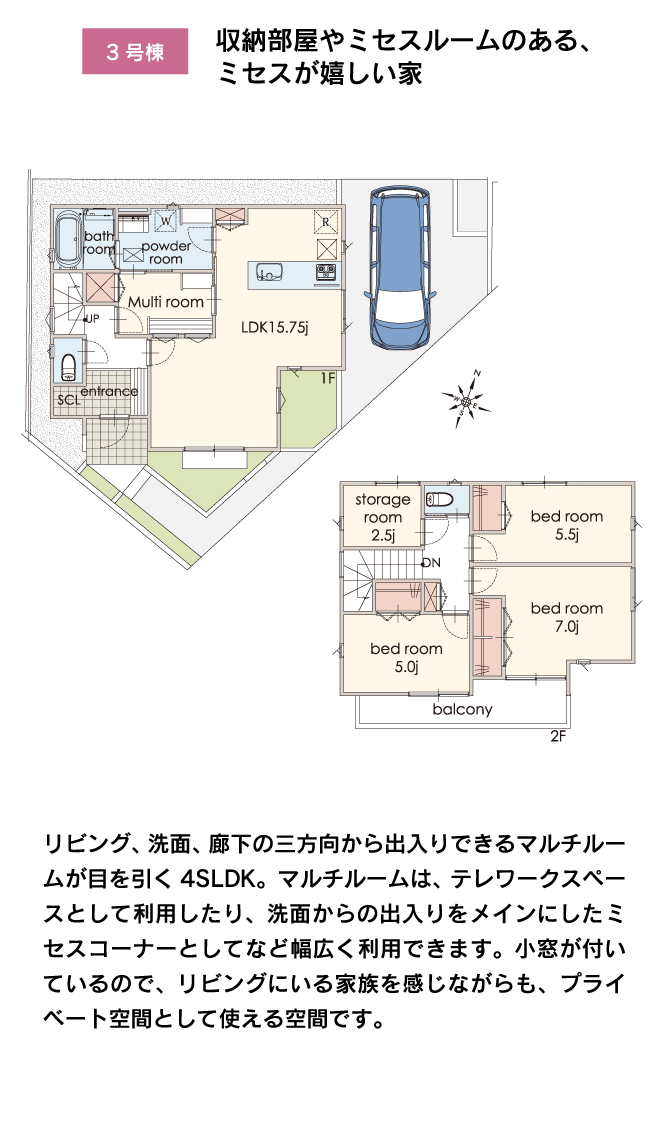 3号棟
収納部屋やミセスルームのある、
ミセスが嬉しい家
bath
room
powder
room
W
R
Multi room
LDK15.75j
UP
entrance
SCL
1F
N
W
E
S
storage
room
2.5j
bed room
5.5j
DN
bed room
7.0j
bed room
5.0j
balcony
2F
リビング、洗面、廊下の三方向から出入りできるマルチルー
ムが目を引く4SLDK。マルチルームは、テレワークスペー
スとして利用したり、洗面からの出入りをメインにしたミ
セスコーナーとしてなど幅広く利用できます。小窓が付い
ているので、リビングにいる家族を感じながらも、プライ
ベート空間として使える空間です。